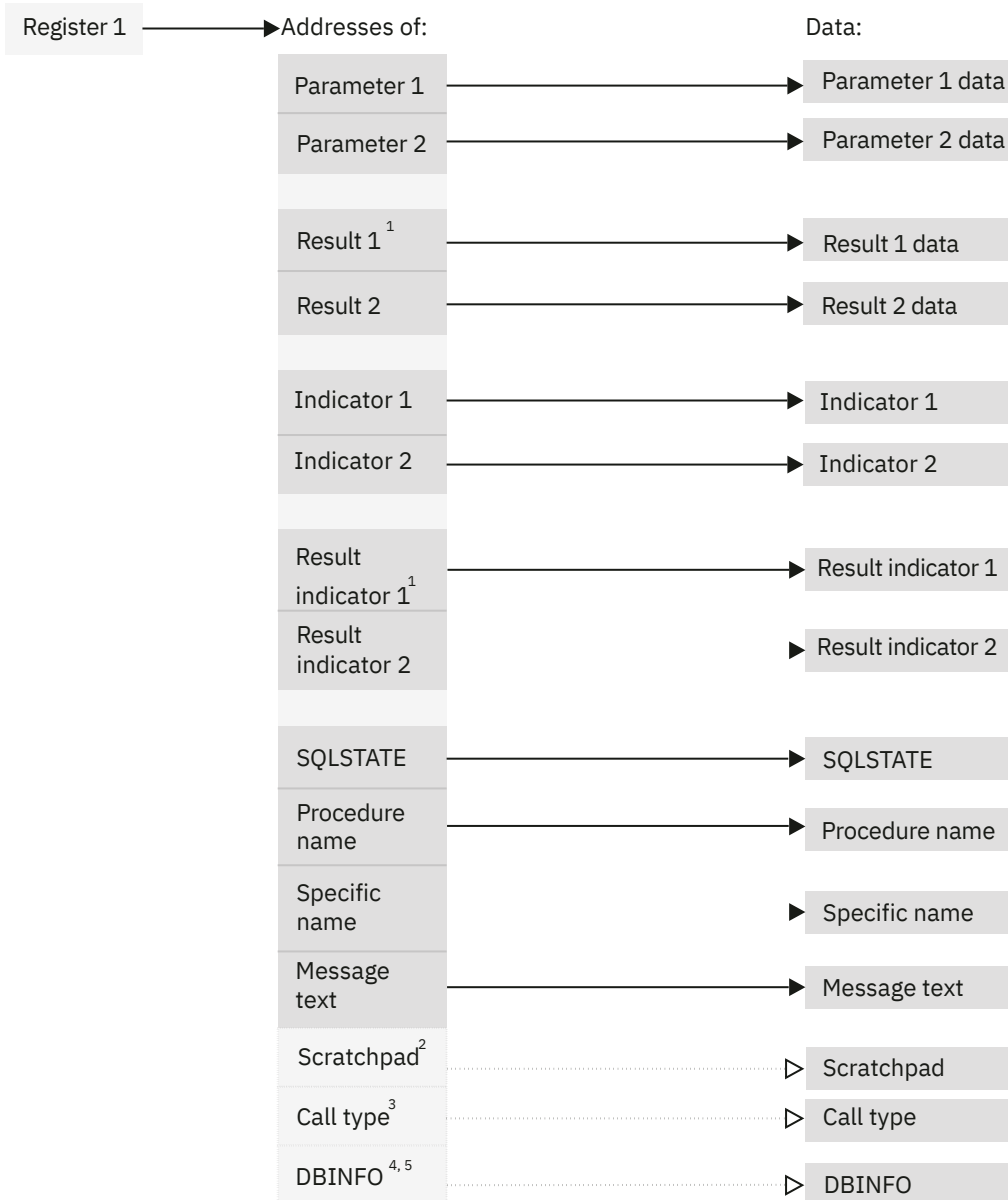 Register 1 Addresses of: Data:
Parameter 1 Parameter 1 data
Parameter 2 Parameter 2 data
Result 1 1 Result 1 data
Result 2 Result 2 data
Indicator 1 Indicator 1
Indicator 2 Indicator 2
Result
indicator 1 1 Result indicator 1
Result
indicator 2 Result indicator 2
SQLSTATE SQLSTATE
Procedure
name Procedure name
Specific
name Specific name
Message
text Message text
Scratchpad 2 Scratchpad
Call type 3 Call type
DBINFO 4, 5 DBINFO